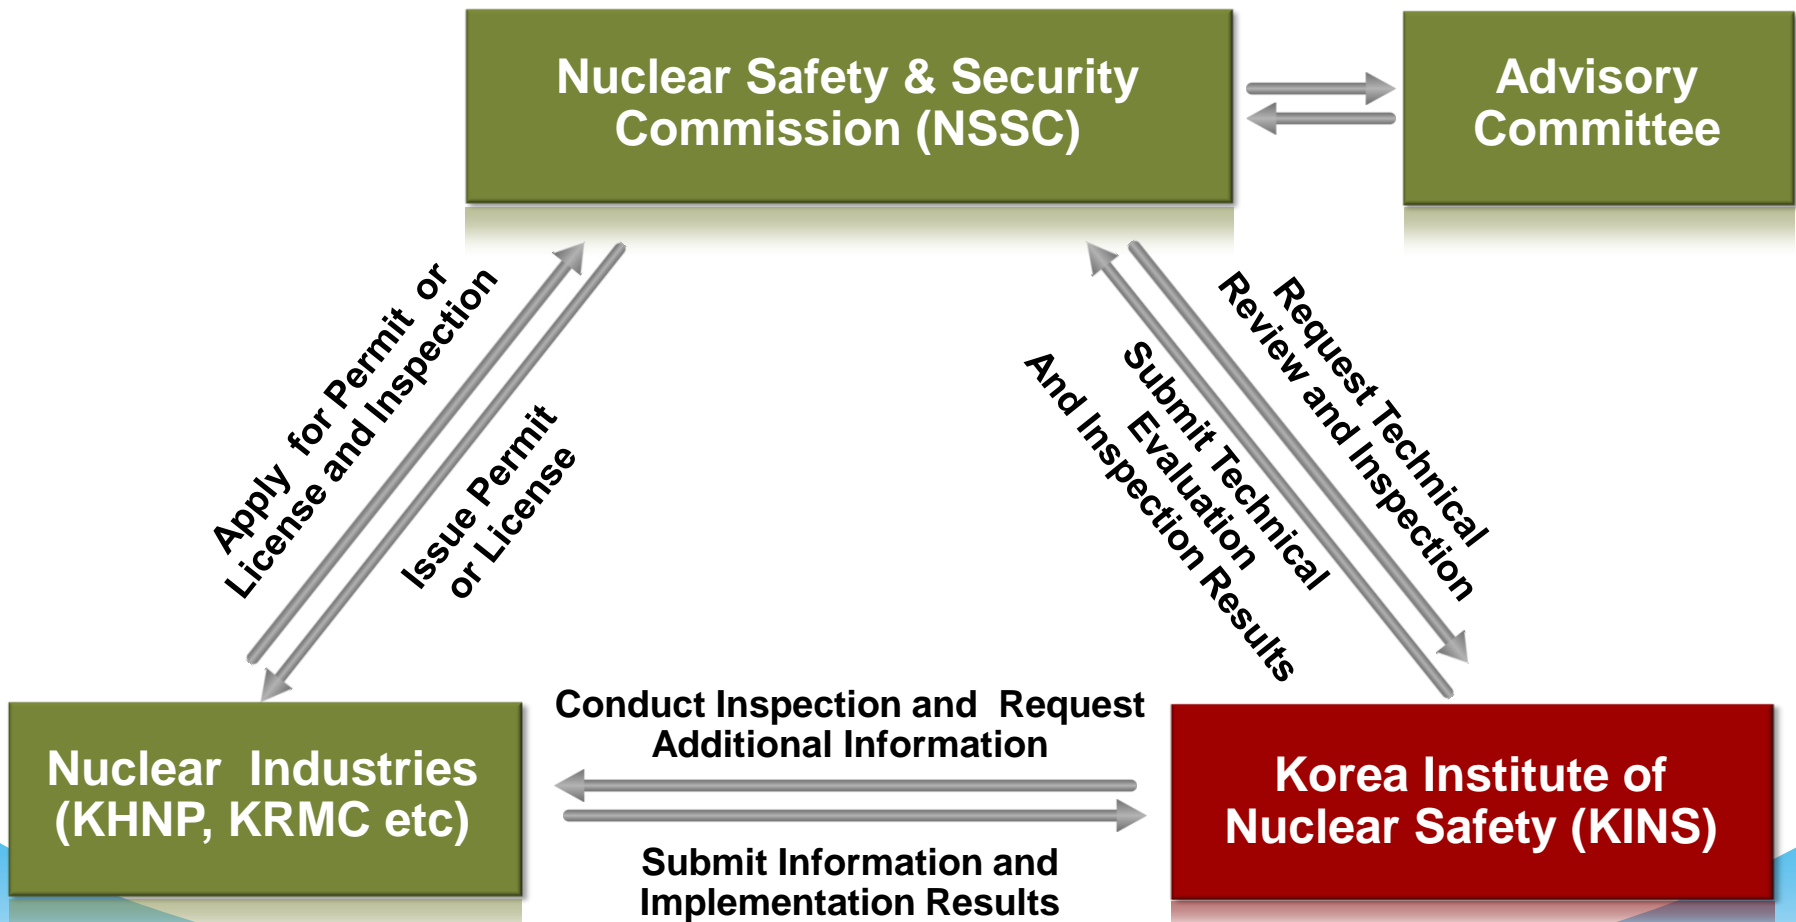 Nuclear Safety & Security
Commission (NSSC)
Advisory
Committee
Apply for Permit or
License and Inspection
Issue Permit
or License
Request Technical
Review and Inspection
Submit Technical
Evaluation
And Inspection Results
Conduct Inspection and Request
Additional Information
Nuclear Industries
(KHNP, KRMC etc)
Korea Institute of
Nuclear Safety (KINS)
Submit Information and
Implementation Results